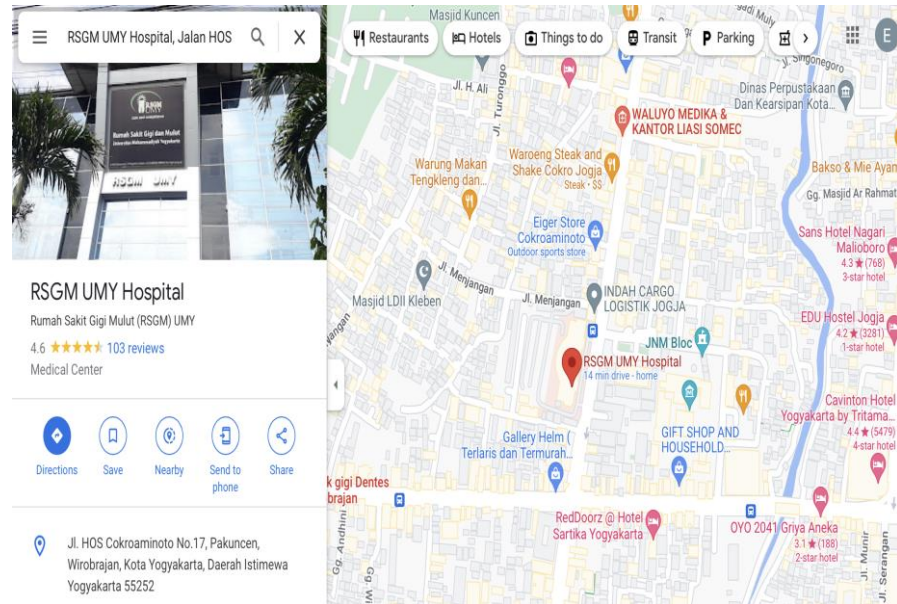 RSGM UMY Hospital, Jalan HOS
RSGM UMY
Rumah Sakit Gigi dan Mulut
Universitas Muhammadiyah Yogyakarta
RSGM UMY
RSGM UMY Hospital
Rumah Sakit Gigi Mulut (RSGM) UMY
4.6 103 reviews
Medical Center
Directions
Save
Nearby
Send to
phone
Share
Jl. HOS Cokroaminoto No.17, Pakuncen,
Wirobrajan, Kota Yogyakarta, Daerah Istimewa
Yogyakarta 55252
Masjid Kuncen
Restaurants
Hotels
Things to do
Transit
P Parking
E
Jl. Singonegoro
Jl. H. Ali
Jl. Turonggo
Dinas Perpustakaan
Dan Kearsipan Kota...
WALUYO MEDIKA &
KANTOR LIASI SOMEC
Warung Makan
Tengkleng dan...
Waroeng Steak and
Shake Cokro Jogja
Steak • $$
Bakso & Mie Ayam
Gg. Masjid Ar Rahmat
Eiger Store
Cokroaminoto
Outdoor sports store
Sans Hotel Nagari
Malioboro
4.3 (768)
3-star hotel
Jl. Menjangan
Masjid LDII Kleben
Jl. Menjangan
INDAH CARGO
LOGISTIK JOGJA
EDU Hostel Jogja
4.2 (3281)
1-star hotel
JNM Bloc
RSGM UMY Hospital
14 min drive - home
Cavinton Hotel
Yogyakarta by Tritama...
4.4 (5479)
4-star hotel
Gallery Helm (
Terlaris dan Termurah...
GIFT SHOP AND
HOUSEHOLD...
k gigi Dentes
brajan
RedDoorz @ Hotel
Sartika Yogyakarta
OYO 2041 Griya Aneka
3.1 (188)
2-star hotel
Gg. Andhini
Gg. Wi
Jl. Munir
Jl. Serangan